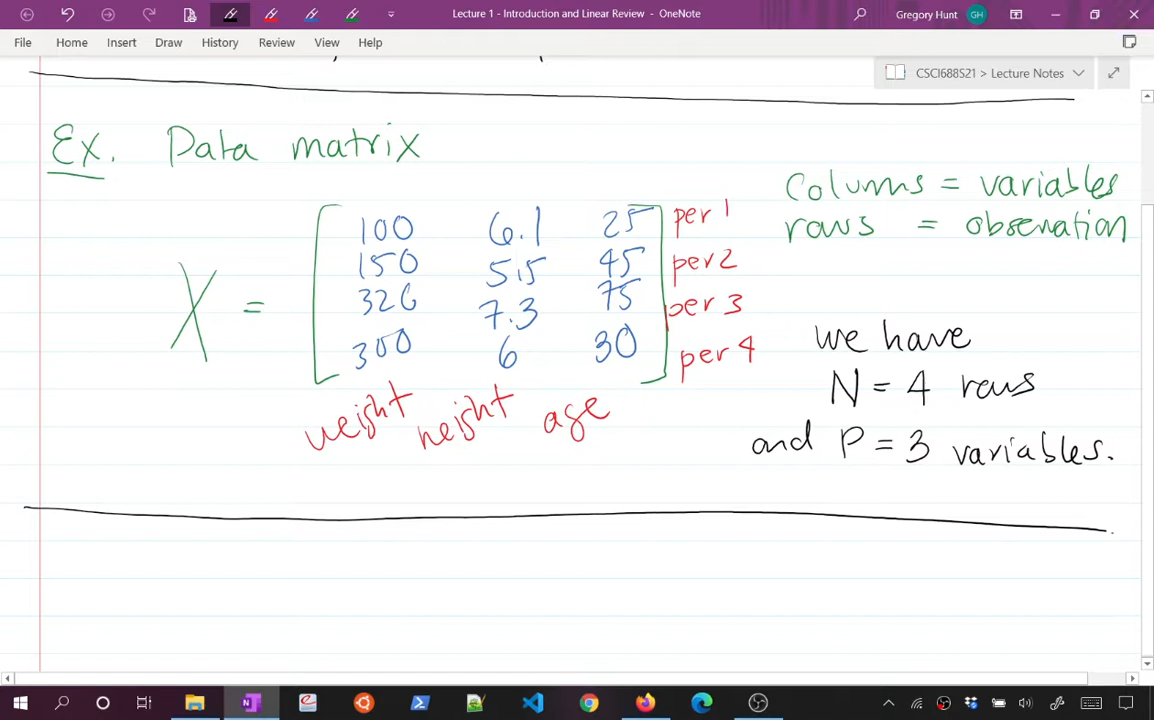 Lecture 1 - Introduction and Linear Review - OneNote
Gregory Hunt GH
File Home Insert Draw History Review View Help
CSCI688S21 > Lecture Notes
Ex. Data matrix
Columns = variables
rows = observation
X =
100 6.1 25 per 1
150 5.5 45 per 2
326 7.3 75 per 3
300 6 30 per 4
weight height age
we have
N = 4 rows
and P = 3 variables.